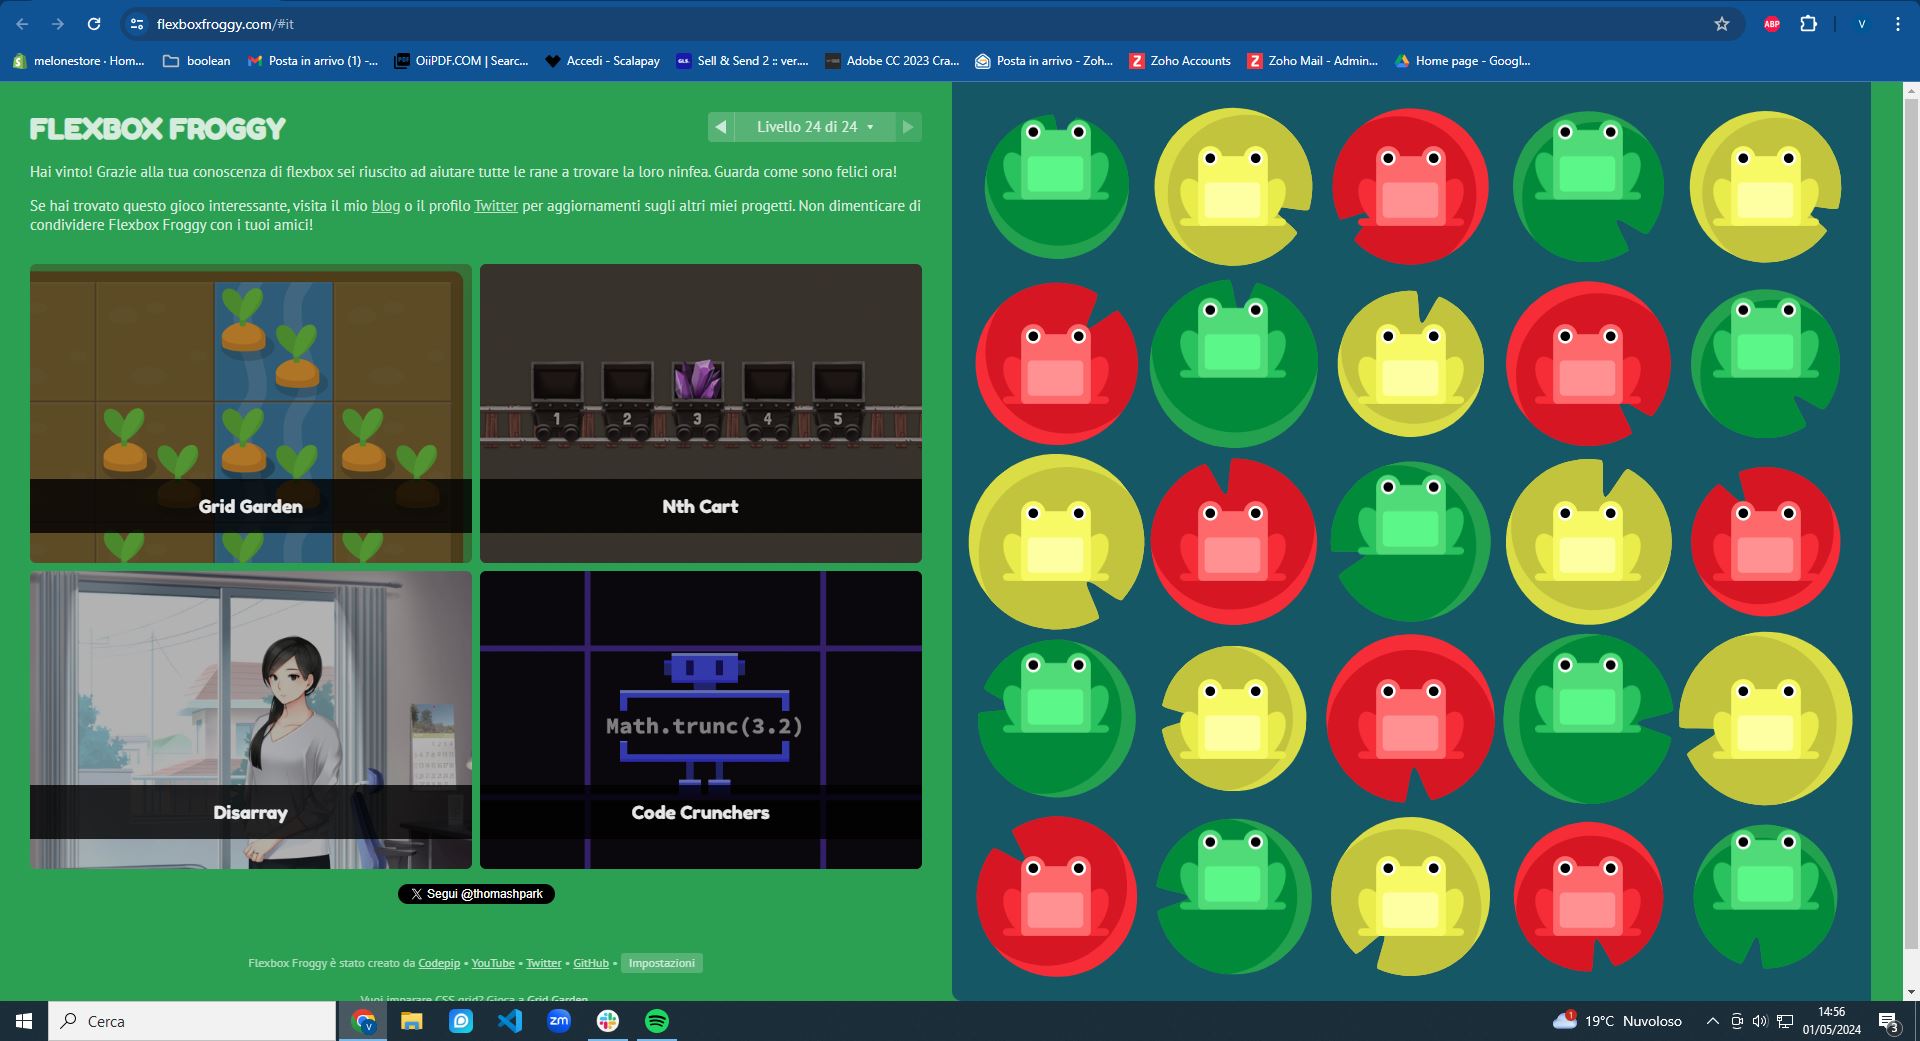 flexboxfroggy.com/#it
ABP
V
melonestore · Hom...
boolean
Posta in arrivo (1) -...
OiiPDF.COM | Searc...
Accedi - Scalapay
Sell & Send 2 :: ver....
Adobe CC 2023 Cra...
Posta in arrivo - Zoh...
Zoho Accounts
Zoho Mail - Admin...
Home page - Googl...
FLEXBOX FROGGY
Livello 24 di 24
Hai vinto! Grazie alla tua conoscenza di flexbox sei riuscito ad aiutare tutte le rane a trovare la loro ninfea. Guarda come sono felici ora!
Se hai trovato questo gioco interessante, visita il mio blog o il profilo Twitter per aggiornamenti sugli altri miei progetti. Non dimenticare di
condividere Flexbox Froggy con i tuoi amici!
Grid Garden
1 2 3 4 5
Nth Cart
Disarray
Math.trunc(3.2)
Code Crunchers
X Segui @thomashpark
Flexbox Froggy è stato creato da Codepip • YouTube • Twitter • GitHub • Impostazioni
Vuoi imparare CSS grid? Gioca a Grid Garden
Cerca
V
zm
1
19°C Nuvoloso
14:56
01/05/2024
3